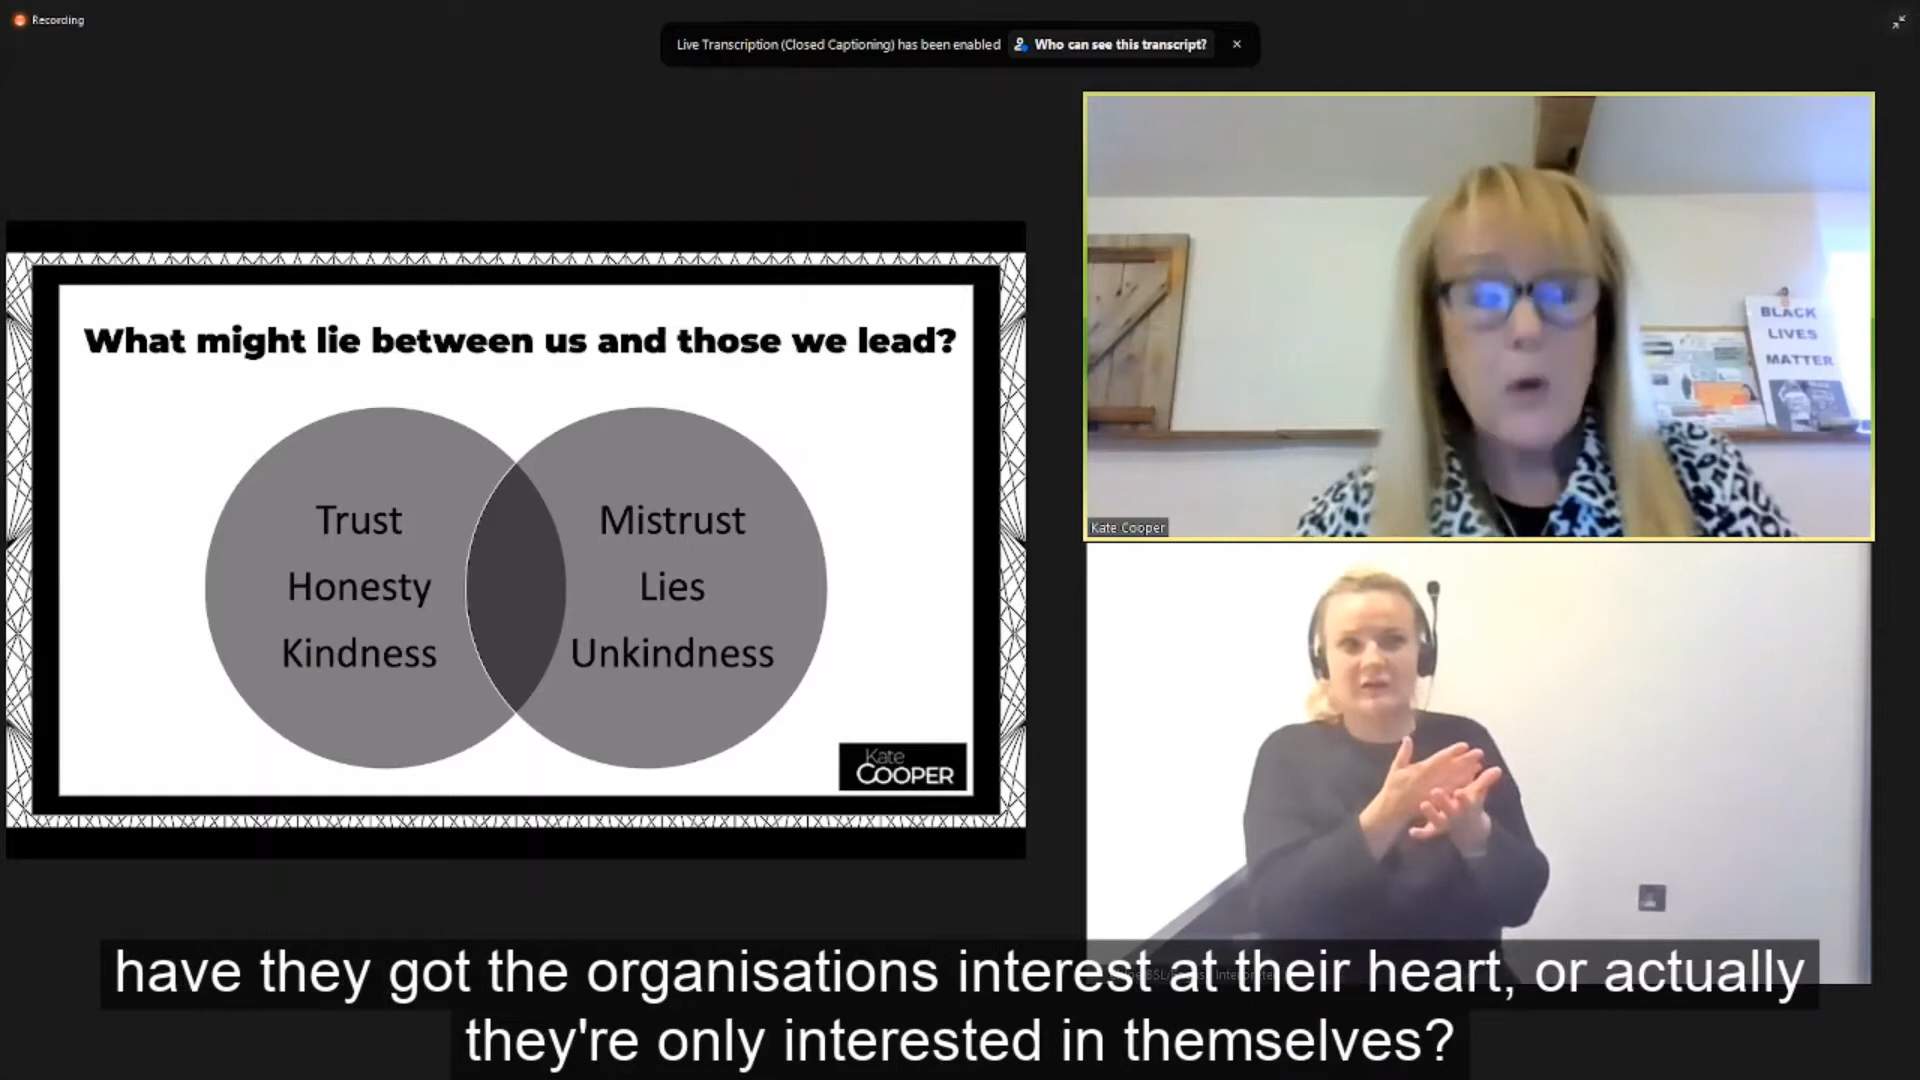 Recording
Live Transcription (Closed Captioning) has been enabled
Who can see this transcript?
What might lie between us and those we lead?
Trust
Honesty
Kindness
Mistrust
Lies
Unkindness
Kate
COOPER
BLACK
LIVES
MATTER
Kate Cooper
have they got the organisations interest at their heart, or actually
they're only interested in themselves?